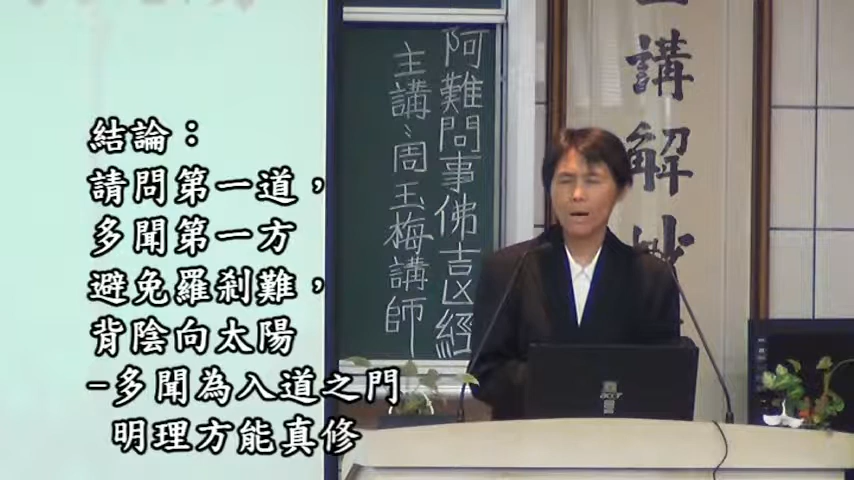 結論：
請問第一道，
多聞第一方
避免羅剎難，
背陰向太陽
–多聞為入道之門
明理方能真修
阿難問事佛吉凶經
主講：周玉梅講師
講解
acer